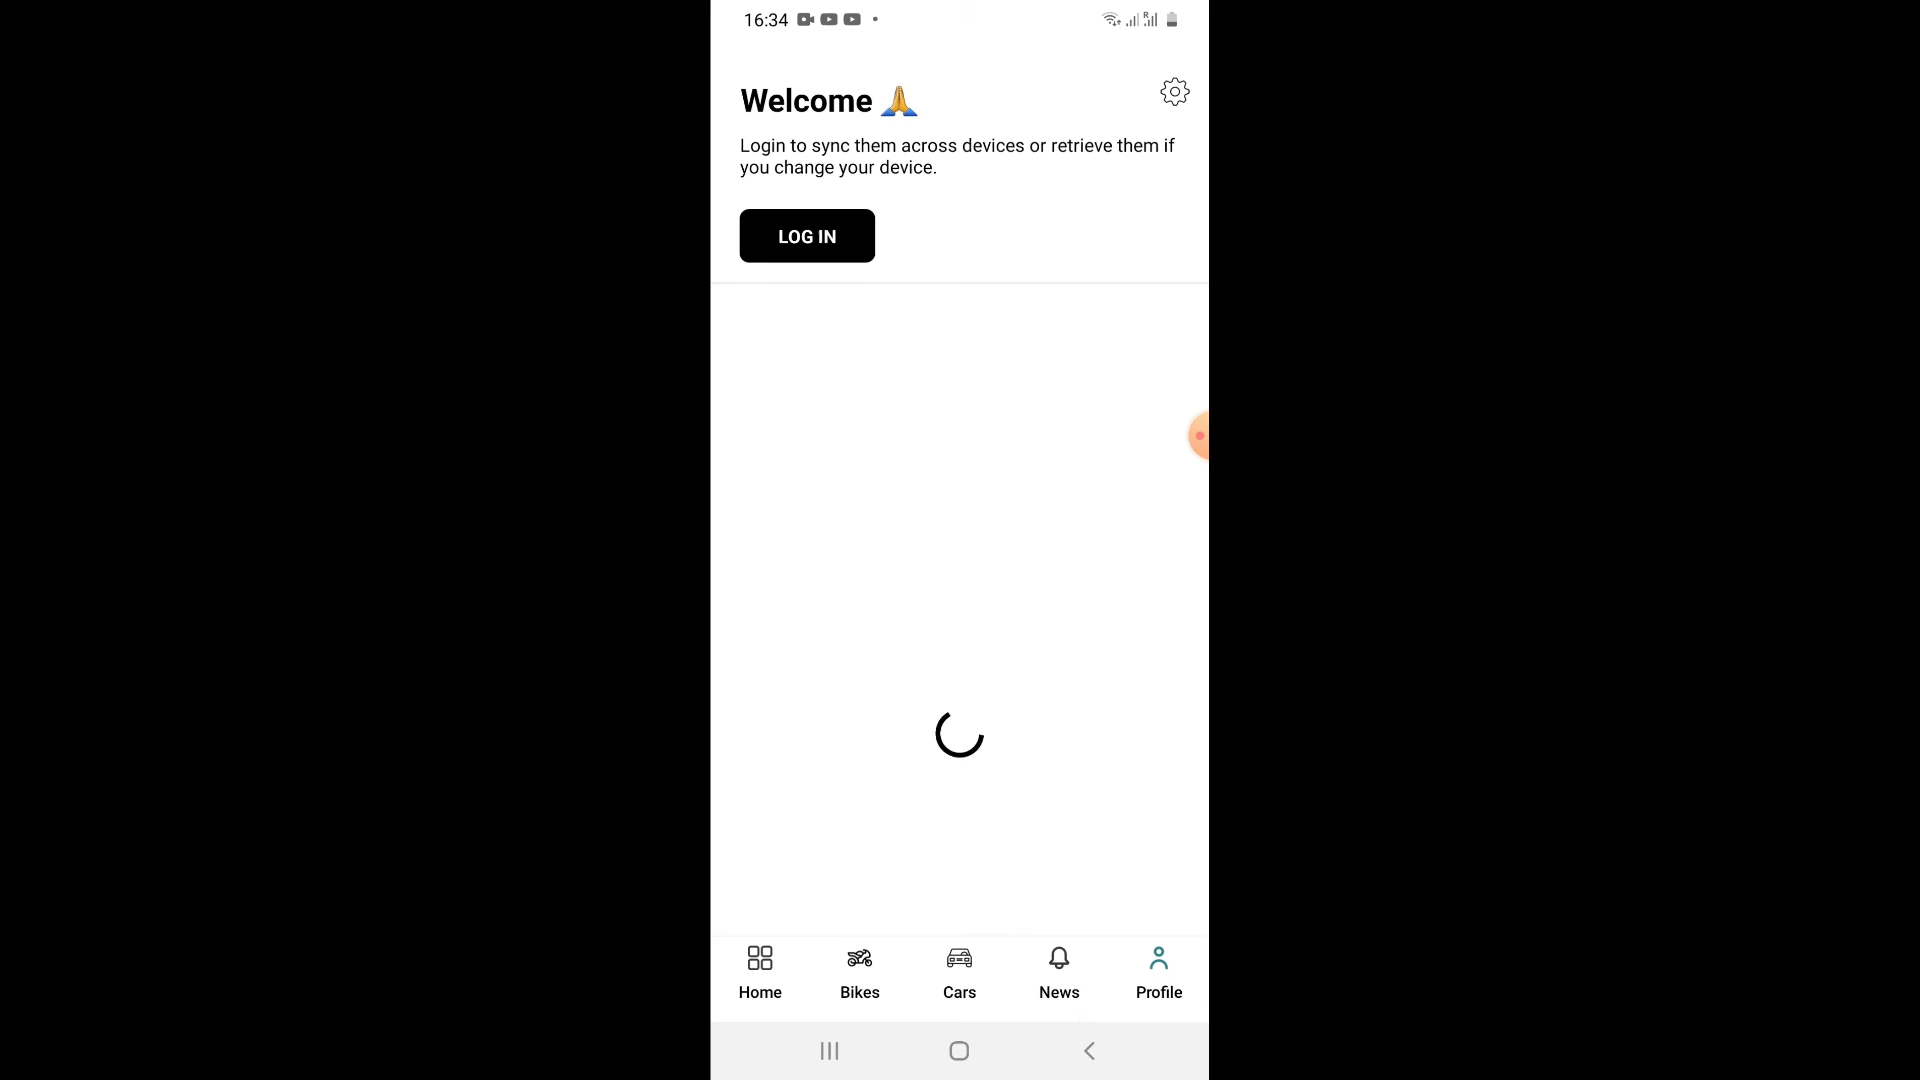 16:34
Welcome 🙏
Login to sync them across devices or retrieve them if
you change your device.
LOG IN
Home
Bikes
Cars
News
Profile